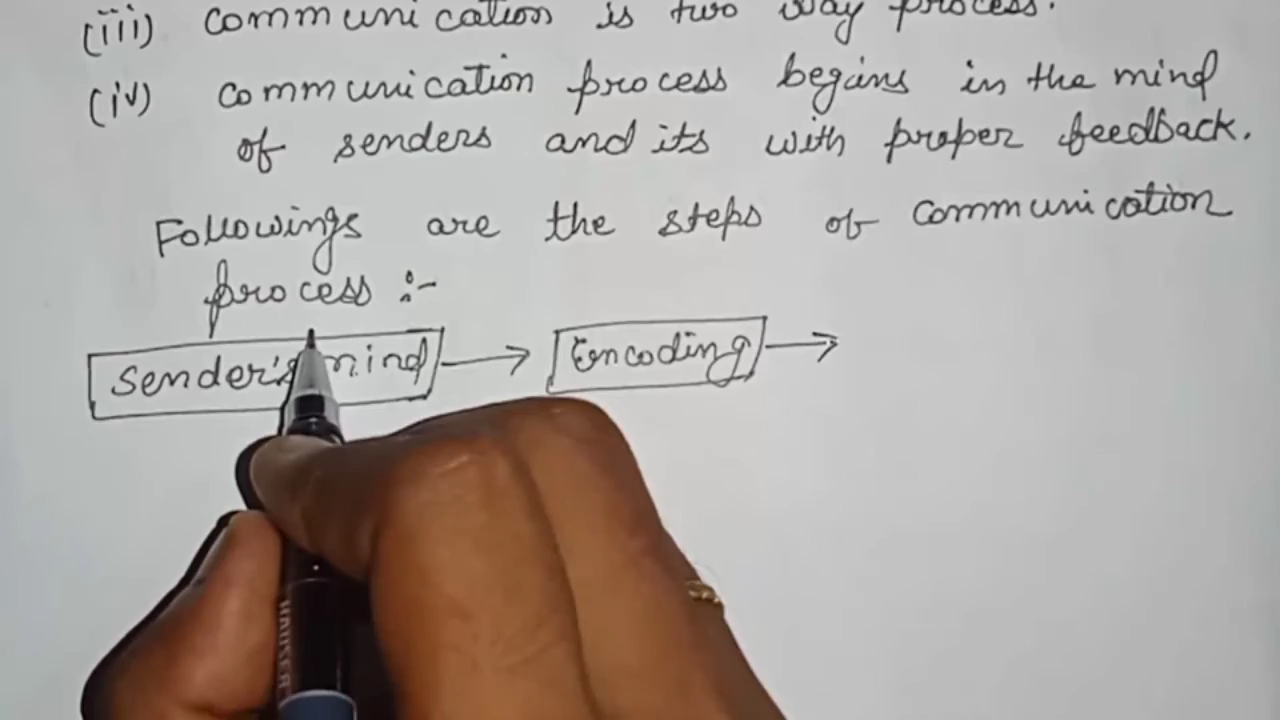 (iii) Communication is two way process.
(iv) Communication process begins in the mind
of senders and its with proper feedback.
Followings are the steps of communication
process :-
Sender's mind → Encoding →
HAUSER